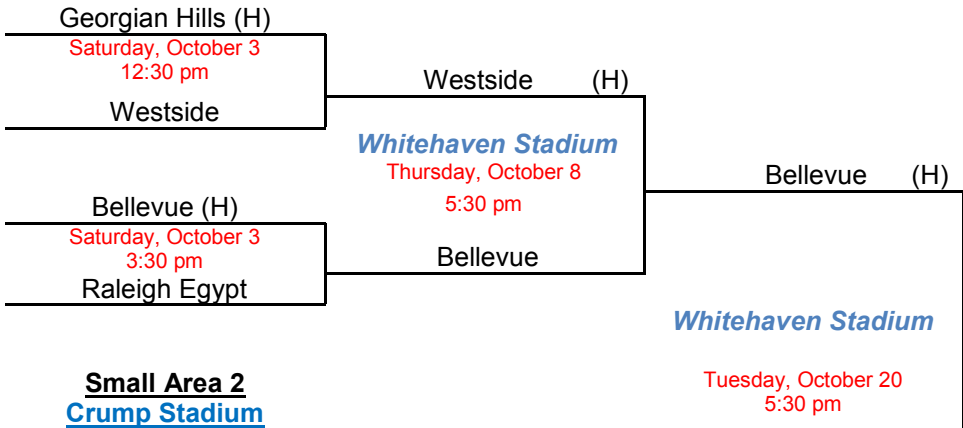 Georgian Hills (H)
Saturday, October 3
12:30 pm
Westside
Westside (H)
Whitehaven Stadium
Thursday, October 8
5:30 pm
Bellevue (H)
Bellevue (H)
Saturday, October 3
3:30 pm
Raleigh Egypt
Bellevue
Whitehaven Stadium
Tuesday, October 20
5:30 pm
Small Area 2
Crump Stadium